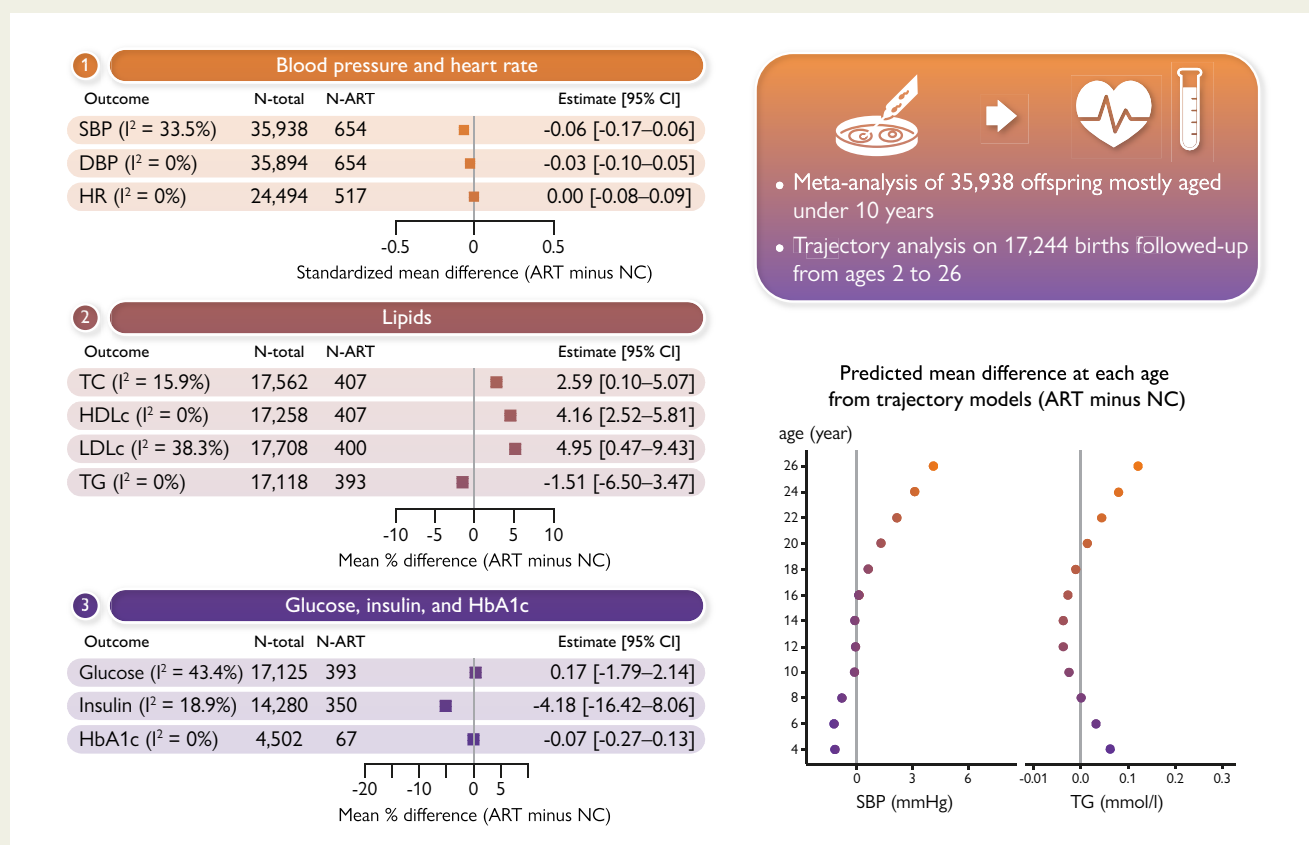 1 Blood pressure and heart rate
Outcome N-total N-ART Estimate [95% CI]
SBP (I² = 33.5%) 35,938 654 -0.06 [-0.17–0.06]
DBP (I² = 0%) 35,894 654 -0.03 [-0.10–0.05]
HR (I² = 0%) 24,494 517 0.00 [-0.08–0.09]
-0.5 0 0.5
Standardized mean difference (ART minus NC)
2 Lipids
Outcome N-total N-ART Estimate [95% CI]
TC (I² = 15.9%) 17,562 407 2.59 [0.10–5.07]
HDLc (I² = 0%) 17,258 407 4.16 [2.52–5.81]
LDLc (I² = 38.3%) 17,708 400 4.95 [0.47–9.43]
TG (I² = 0%) 17,118 393 -1.51 [-6.50–3.47]
-10 -5 0 5 10
Mean % difference (ART minus NC)
3 Glucose, insulin, and HbA1c
Outcome N-total N-ART Estimate [95% CI]
Glucose (I² = 43.4%) 17,125 393 0.17 [-1.79–2.14]
Insulin (I² = 18.9%) 14,280 350 -4.18 [-16.42–8.06]
HbA1c (I² = 0%) 4,502 67 -0.07 [-0.27–0.13]
-20 -10 0 5
Mean % difference (ART minus NC)
• Meta-analysis of 35,938 offspring mostly aged
under 10 years
• Trajectory analysis on 17,244 births followed-up
from ages 2 to 26
Predicted mean difference at each age
from trajectory models (ART minus NC)
age (year)
26
24
22
20
18
16
14
12
10
8
6
4
0 3 6 -0.01 0.0 0.1 0.2 0.3
SBP (mmHg) TG (mmol/l)